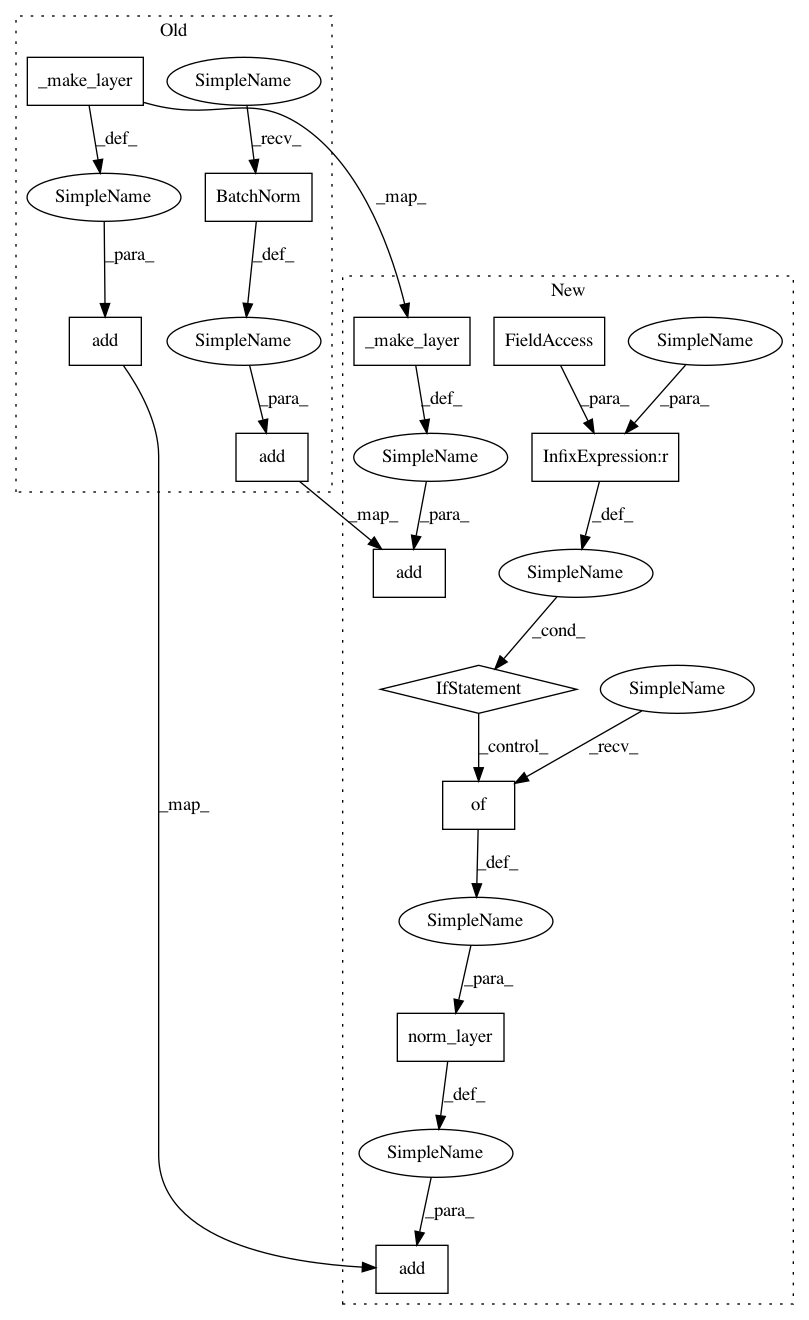 Old
_make_layer
SimpleName
_def_
_recv_
SimpleName
BatchNorm
_map_
_para_
_def_
New
add
SimpleName
_make_layer
FieldAccess
SimpleName
_para_
_def_
_para_
_para_
add
SimpleName
InfixExpression:r
_map_
_para_
_def_
add
SimpleName
_cond_
IfStatement
SimpleName
_control_
_recv_
_map_
of
_def_
SimpleName
_para_
norm_layer
_def_
SimpleName
_para_
add